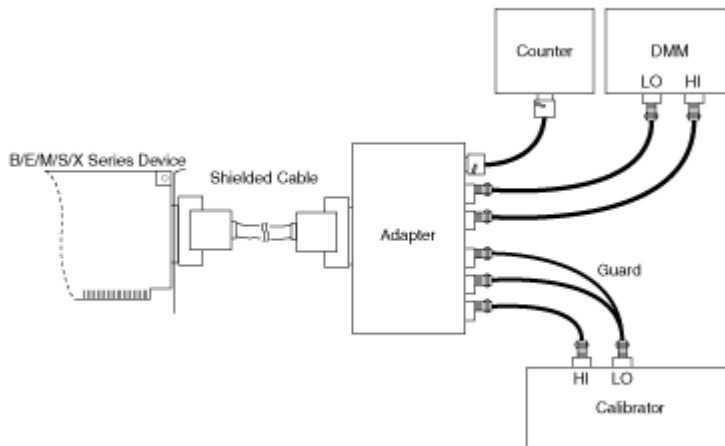 Counter
DMM
LO HI
B/E/M/S/X Series Device
Shielded Cable
Adapter
Guard
HI LO
Calibrator